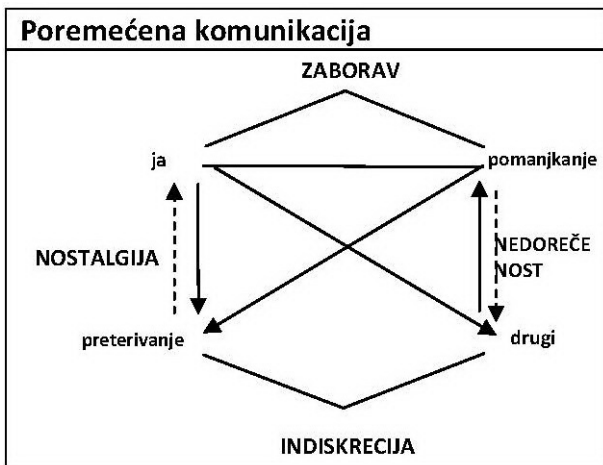 Poremećena komunikacija
ZABORAV
ja
pomanjkanje
NOSTALGIJA
NEDOREČE
NOST
preterivanje
drugi
INDISKRECIJA